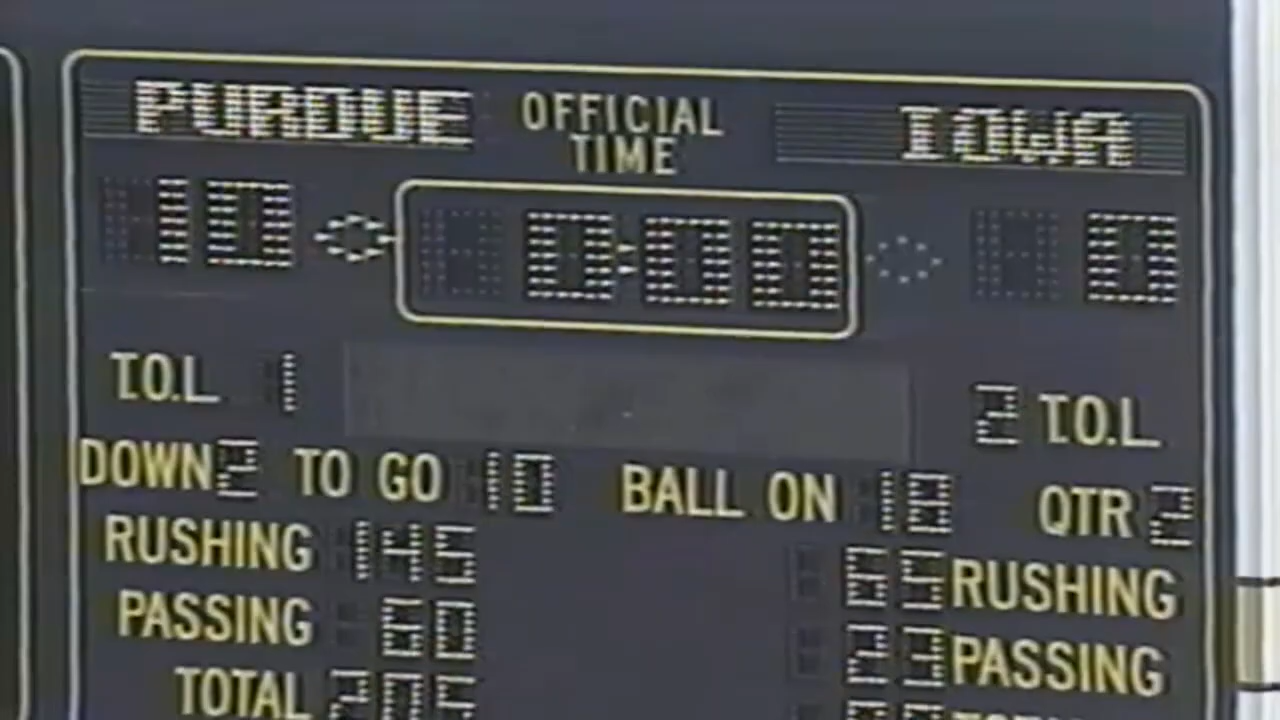 PURDUE OFFICIAL TIME IOWA
10 0:00 0
T.O.L. 1 2 T.O.L.
DOWN 2 TO GO 10 BALL ON 18 QTR 2
RUSHING 145 65 RUSHING
PASSING 60 23 PASSING
TOTAL 205